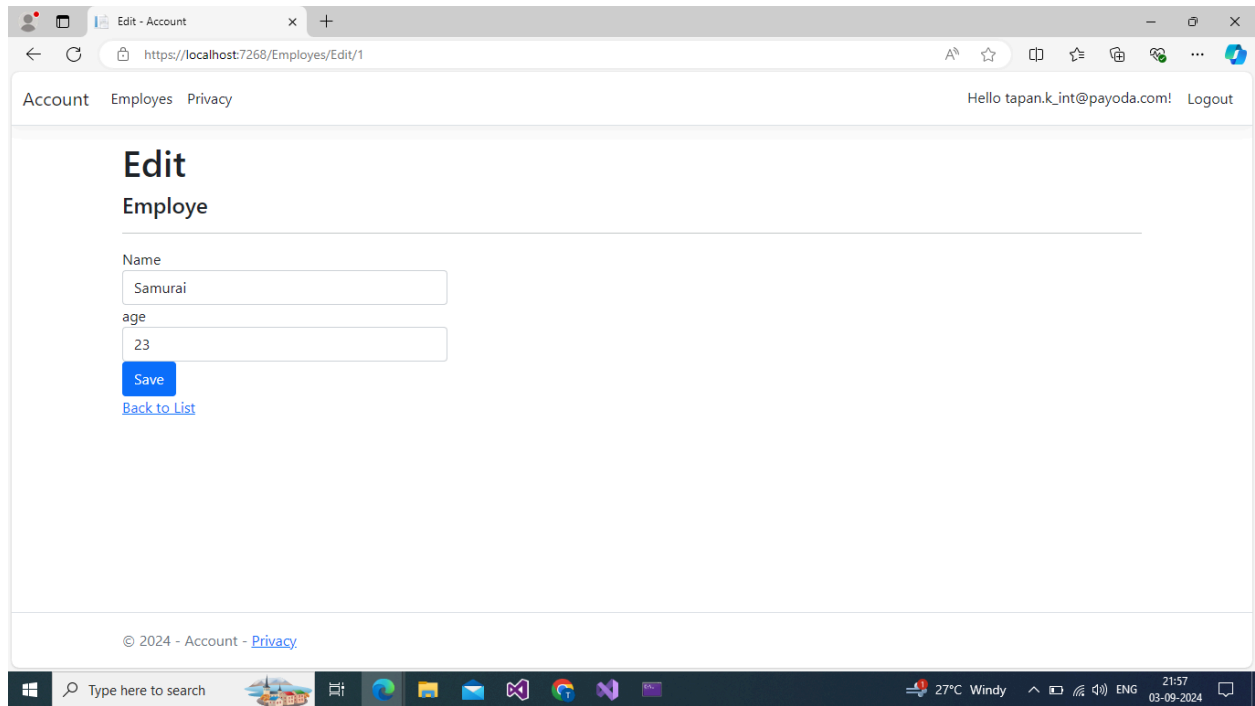 Edit - Account
https://localhost:7268/Employes/Edit/1
Account Employes Privacy Hello tapan.k_int@payoda.com! Logout
Edit
Employe
Name
Samurai
age
23
Save
Back to List
© 2024 - Account - Privacy
Type here to search 27°C Windy ENG 21:57
03-09-2024